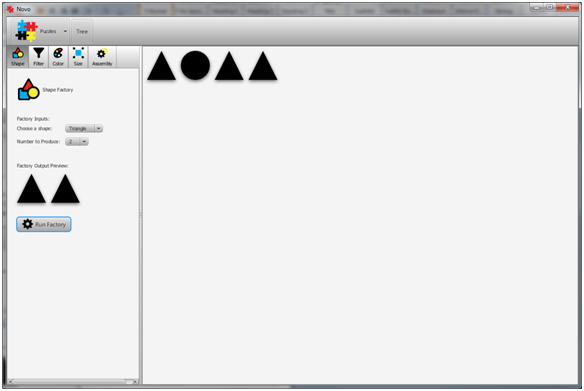 Novo
Puzzles Tree
Shape Filter Color Size Assembly
Shape Factory
Factory Inputs:
Choose a shape: Triangle
Number to Produce: 2
Factory Output Preview:
Run Factory